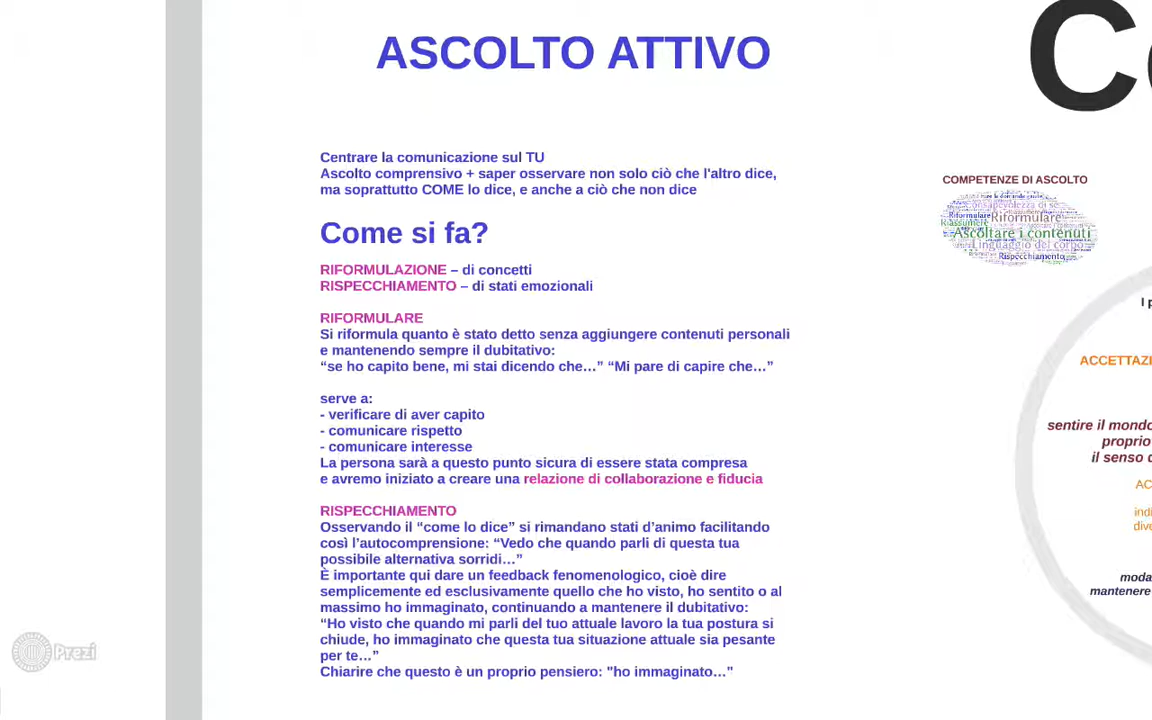 ASCOLTO ATTIVO
Centrare la comunicazione sul TU
Ascolto comprensivo + saper osservare non solo ciò che l'altro dice,
ma soprattutto COME lo dice, e anche a ciò che non dice
Come si fa?
RIFORMULAZIONE – di concetti
RISPECCHIAMENTO – di stati emozionali
RIFORMULARE
Si riformula quanto è stato detto senza aggiungere contenuti personali
e mantenendo sempre il dubitativo:
“se ho capito bene, mi stai dicendo che…” “Mi pare di capire che…”
serve a:
- verificare di aver capito
- comunicare rispetto
- comunicare interesse
La persona sarà a questo punto sicura di essere stata compresa
e avremo iniziato a creare una relazione di collaborazione e fiducia
RISPECCHIAMENTO
Osservando il “come lo dice” si rimandano stati d’animo facilitando
così l’autocomprensione: “Vedo che quando parli di questa tua
possibile alternativa sorridi…”
È importante qui dare un feedback fenomenologico, cioè dire
semplicemente ed esclusivamente quello che ho visto, ho sentito o al
massimo ho immaginato, continuando a mantenere il dubitativo:
“Ho visto che quando mi parli del tuo attuale lavoro la tua postura si
chiude, ho immaginato che questa tua situazione attuale sia pesante
per te…”
Chiarire che questo è un proprio pensiero: "ho immaginato…"
COMPETENZE DI ASCOLTO
Consapevolezza di se
Riformulare Riformulare
Riassumere
Ascoltare i contenuti
Linguaggio del corpo
Rispecchiamento
sentire il mondo
proprio
il senso
mantenere
Prezi